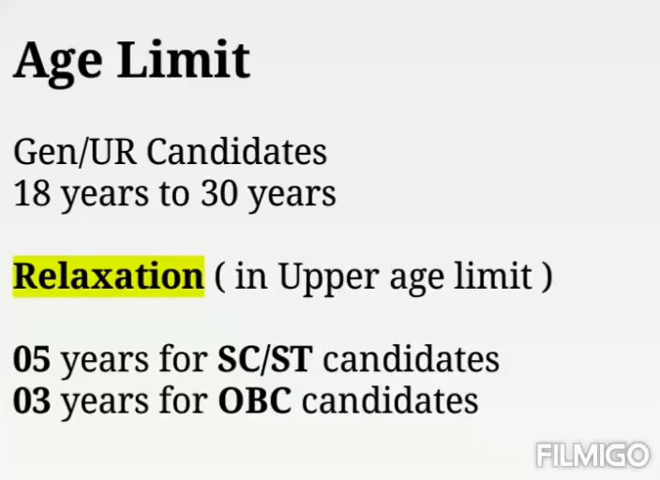 Age Limit
Gen/UR Candidates
18 years to 30 years
Relaxation ( in Upper age limit )
05 years for SC/ST candidates
03 years for OBC candidates
FILMIGO